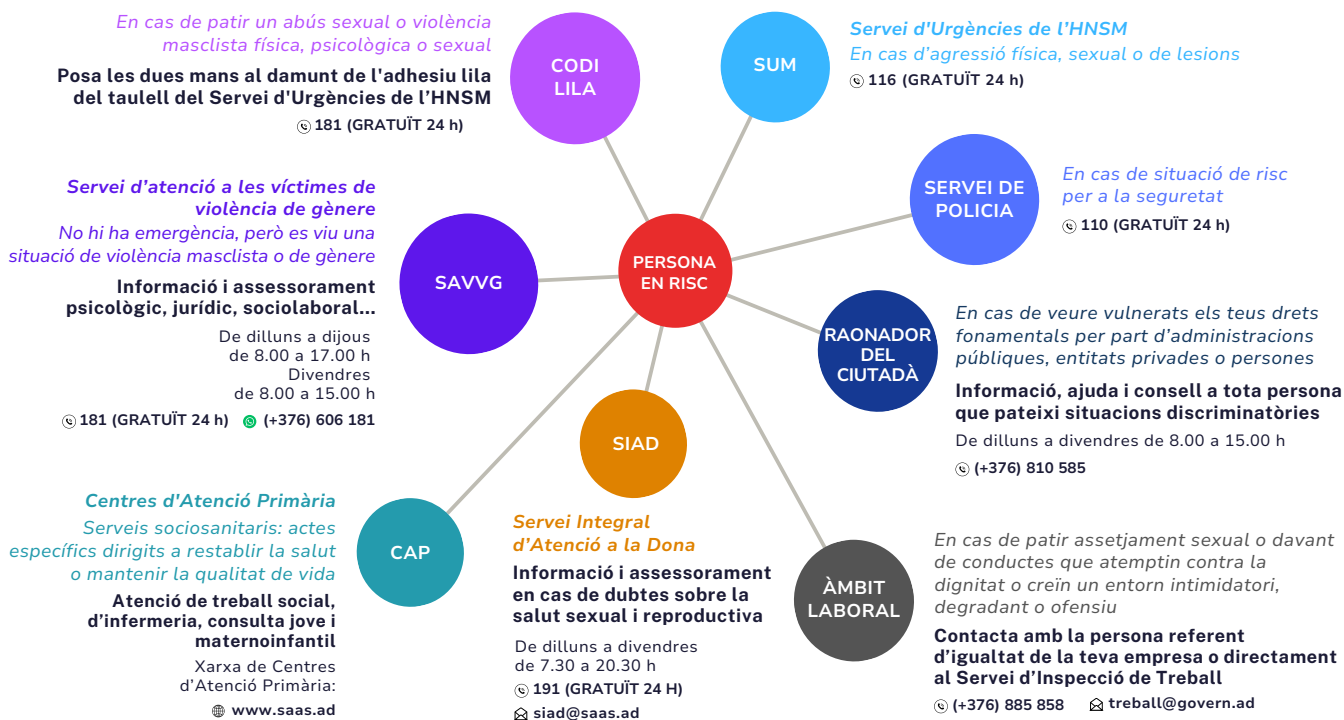 En cas de patir un abús sexual o violència
masclista física, psicològica o sexual
Posa les dues mans al damunt de l'adhesiu lila
del taulell del Servei d'Urgències de l’HNSM
181 (GRATUÏT 24 h)
CODI
LILA
SUM
Servei d'Urgències de l’HNSM
En cas d’agressió física, sexual o de lesions
116 (GRATUÏT 24 h)
SERVEI DE
POLICIA
En cas de situació de risc
per a la seguretat
110 (GRATUÏT 24 h)
Servei d’atenció a les víctimes de
violència de gènere
No hi ha emergència, però es viu una
situació de violència masclista o de gènere
Informació i assessorament
psicològic, jurídic, sociolaboral...
De dilluns a dijous
de 8.00 a 17.00 h
Divendres
de 8.00 a 15.00 h
181 (GRATUÏT 24 h) (+376) 606 181
SAVVG
PERSONA
EN RISC
RAONADOR
DEL
CIUTADÀ
En cas de veure vulnerats els teus drets
fonamentals per part d’administracions
públiques, entitats privades o persones
Informació, ajuda i consell a tota persona
que pateixi situacions discriminatòries
De dilluns a divendres de 8.00 a 15.00 h
(+376) 810 585
Centres d'Atenció Primària
Serveis sociosanitaris: actes
específics dirigits a restablir la salut
o mantenir la qualitat de vida
Atenció de treball social,
d’infermeria, consulta jove i
maternoinfantil
Xarxa de Centres
d’Atenció Primària:
www.saas.ad
CAP
SIAD
Servei Integral
d’Atenció a la Dona
Informació i assessorament
en cas de dubtes sobre la
salut sexual i reproductiva
De dilluns a divendres
de 7.30 a 20.30 h
191 (GRATUÏT 24 H)
siad@saas.ad
ÀMBIT
LABORAL
En cas de patir assetjament sexual o davant
de conductes que atemptin contra la
dignitat o creïn un entorn intimidatori,
degradant o ofensiu
Contacta amb la persona referent
d’igualtat de la teva empresa o directament
al Servei d’Inspecció de Treball
(+376) 885 858 treball@govern.ad